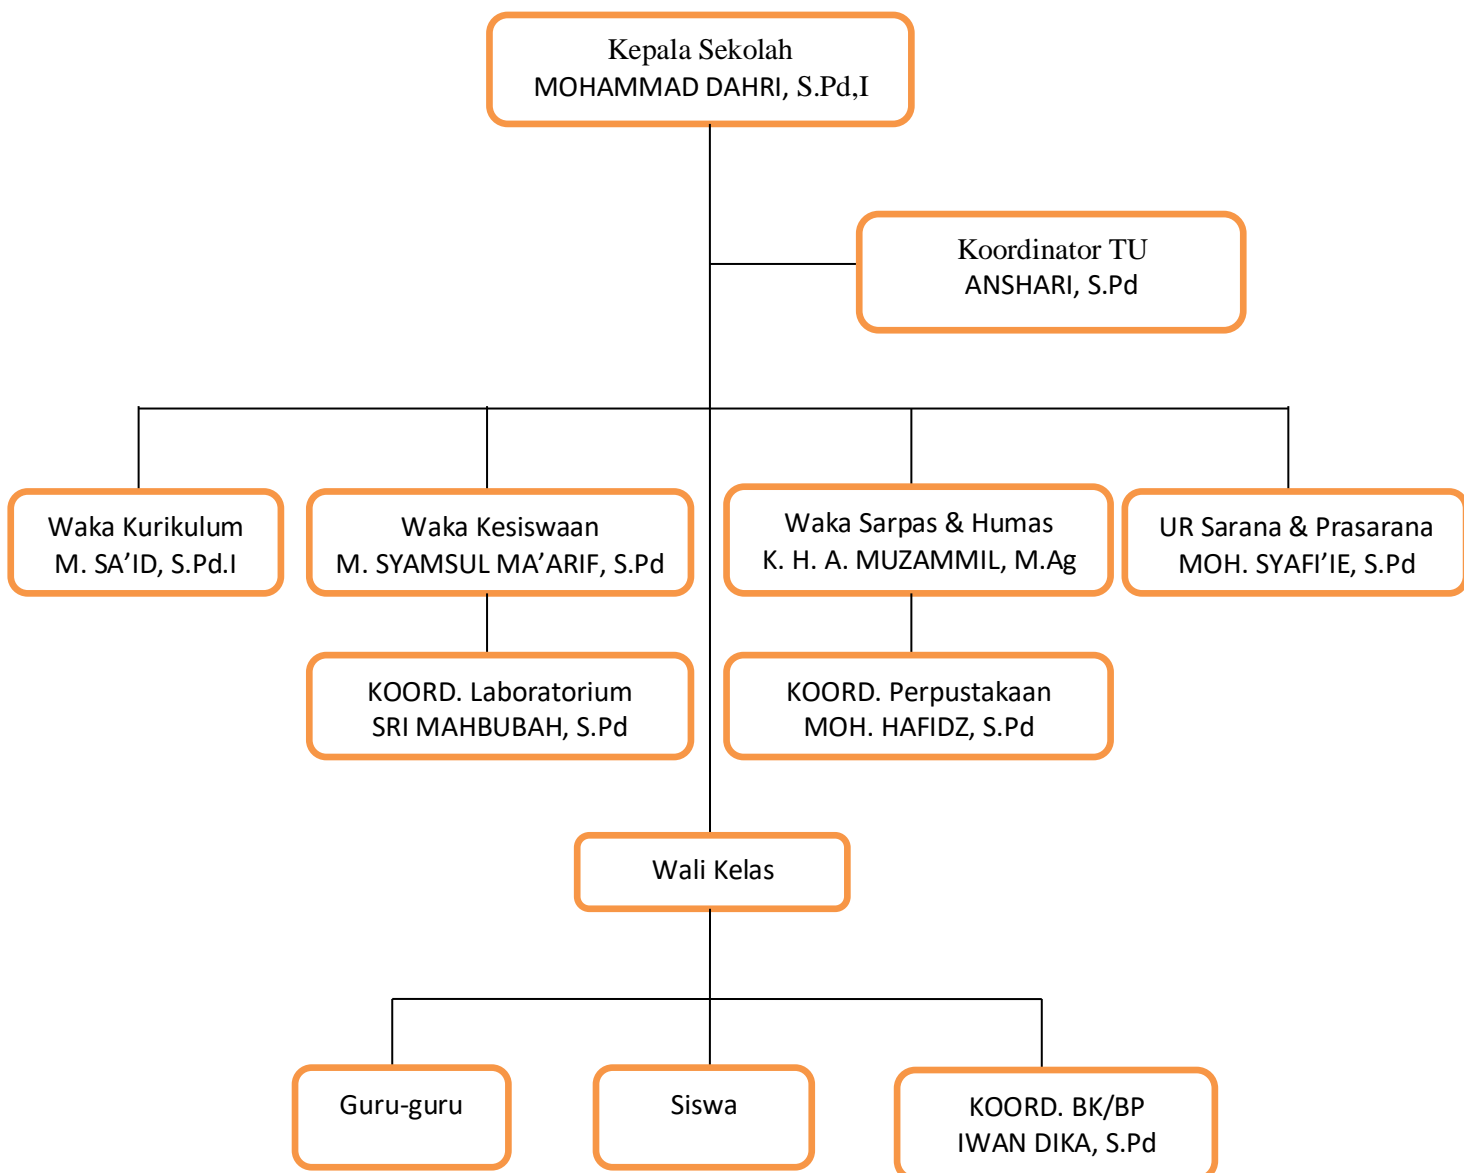 Kepala Sekolah
MOHAMMAD DAHRI, S.Pd,I
Koordinator TU
ANSHARI, S.Pd
Waka Kurikulum
M. SA’ID, S.Pd.I
Waka Kesiswaan
M. SYAMSUL MA’ARIF, S.Pd
Waka Sarpas & Humas
K. H. A. MUZAMMIL, M.Ag
UR Sarana & Prasarana
MOH. SYAFI’IE, S.Pd
KOORD. Laboratorium
SRI MAHBUBAH, S.Pd
KOORD. Perpustakaan
MOH. HAFIDZ, S.Pd
Wali Kelas
Guru-guru
Siswa
KOORD. BK/BP
IWAN DIKA, S.Pd